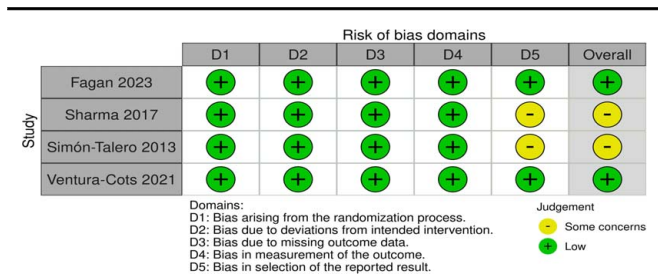 Risk of bias domains
D1 D2 D3 D4 D5 Overall
Fagan 2023 + + + + + +
Sharma 2017 + + + + - -
Simón-Talero 2013 + + + + - -
Ventura-Cots 2021 + + + + + +
Study
Domains:
D1: Bias arising from the randomization process.
D2: Bias due to deviations from intended intervention.
D3: Bias due to missing outcome data.
D4: Bias in measurement of the outcome.
D5: Bias in selection of the reported result.
Judgement
- Some concerns
+ Low